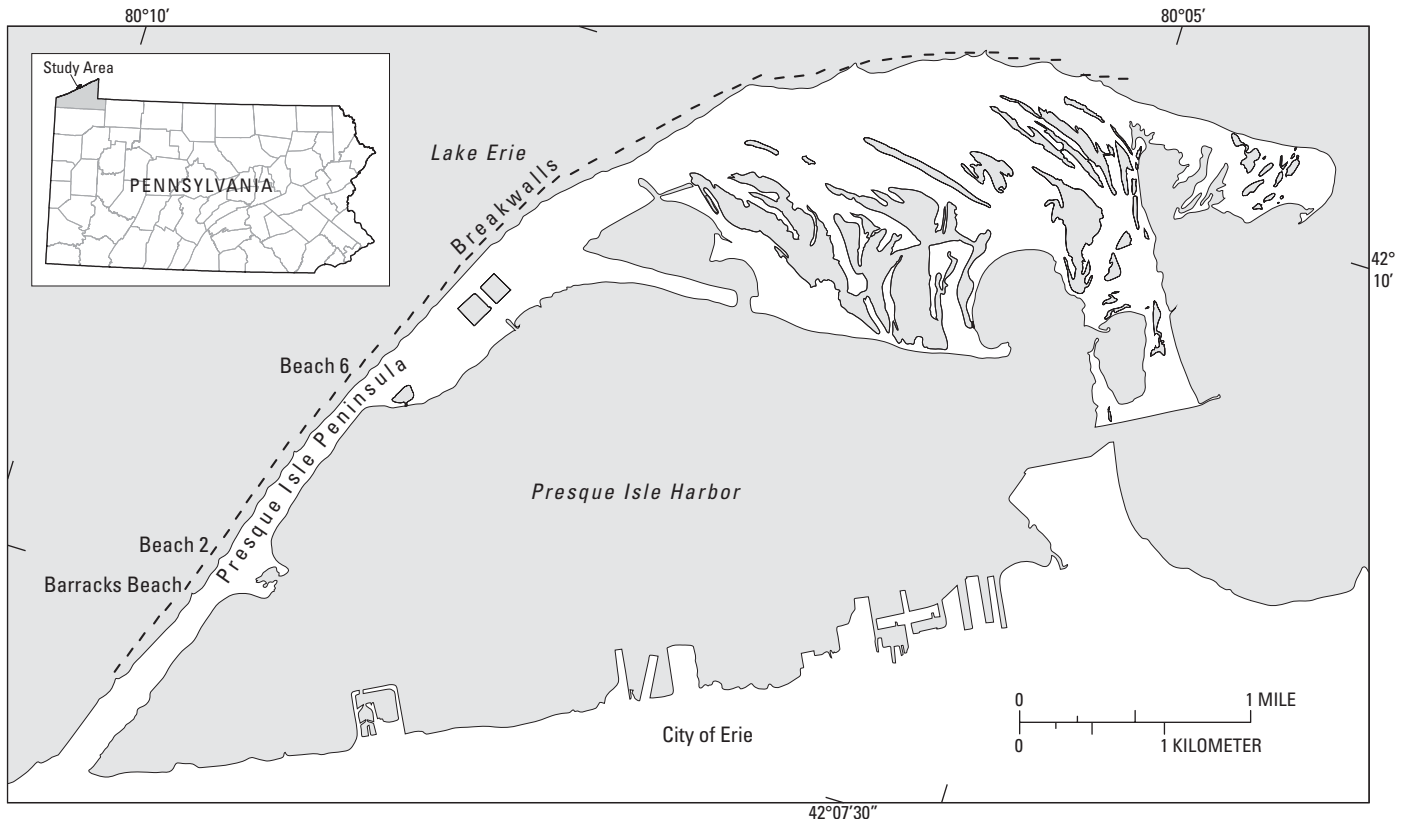 80°10’
80°05’
Study Area
PENNSYLVANIA
Lake Erie
Breakwalls
42°
10’
Beach 6
Presque Isle Peninsula
Presque Isle Harbor
Beach 2
Barracks Beach
0
1 MILE
0
1 KILOMETER
City of Erie
42°07’30”